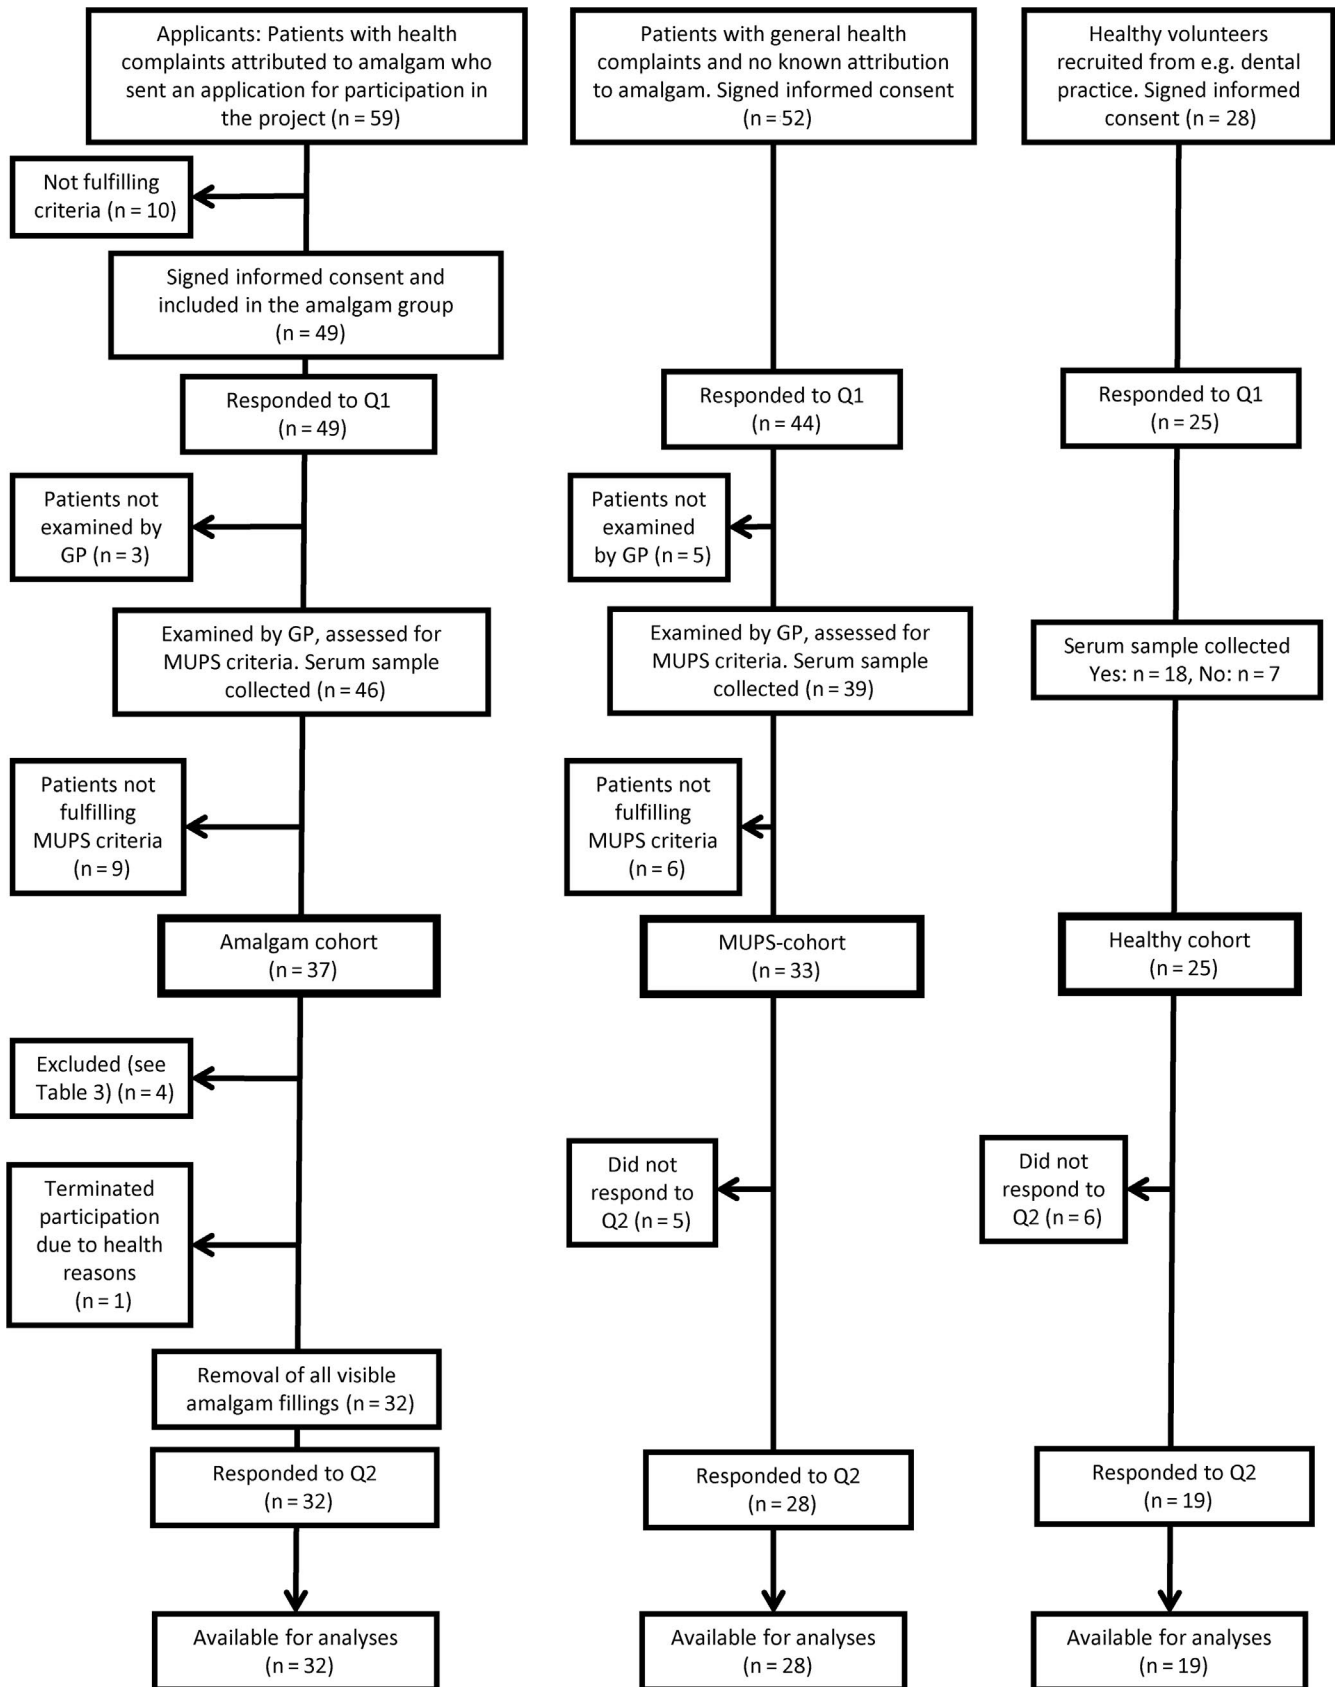 Applicants: Patients with health
complaints attributed to amalgam who
sent an application for participation in
the project (n = 59)
Not fulfilling
criteria (n = 10)
Signed informed consent and
included in the amalgam group
(n = 49)
Responded to Q1
(n = 49)
Patients not
examined by
GP (n = 3)
Examined by GP, assessed for
MUPS criteria. Serum sample
collected (n = 46)
Patients not
fulfilling
MUPS criteria
(n = 9)
Amalgam cohort
(n = 37)
Excluded (see
Table 3) (n = 4)
Terminated
participation
due to health
reasons
(n = 1)
Removal of all visible
amalgam fillings (n = 32)
Responded to Q2
(n = 32)
Available for analyses
(n = 32)
Patients with general health
complaints and no known attribution
to amalgam. Signed informed consent
(n = 52)
Responded to Q1
(n = 44)
Patients not
examined
by GP (n = 5)
Examined by GP, assessed for
MUPS criteria. Serum sample
collected (n = 39)
Patients not
fulfilling
MUPS criteria
(n = 6)
MUPS-cohort
(n = 33)
Did not
respond to
Q2 (n = 5)
Responded to Q2
(n = 28)
Available for analyses
(n = 28)
Healthy volunteers
recruited from e.g. dental
practice. Signed informed
consent (n = 28)
Responded to Q1
(n = 25)
Serum sample collected
Yes: n = 18, No: n = 7
Healthy cohort
(n = 25)
Did not
respond to
Q2 (n = 6)
Responded to Q2
(n = 19)
Available for analyses
(n = 19)